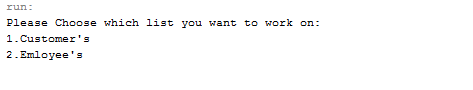 run:
Please Choose which list you want to work on:
1.Customer's
2.Emloyee's